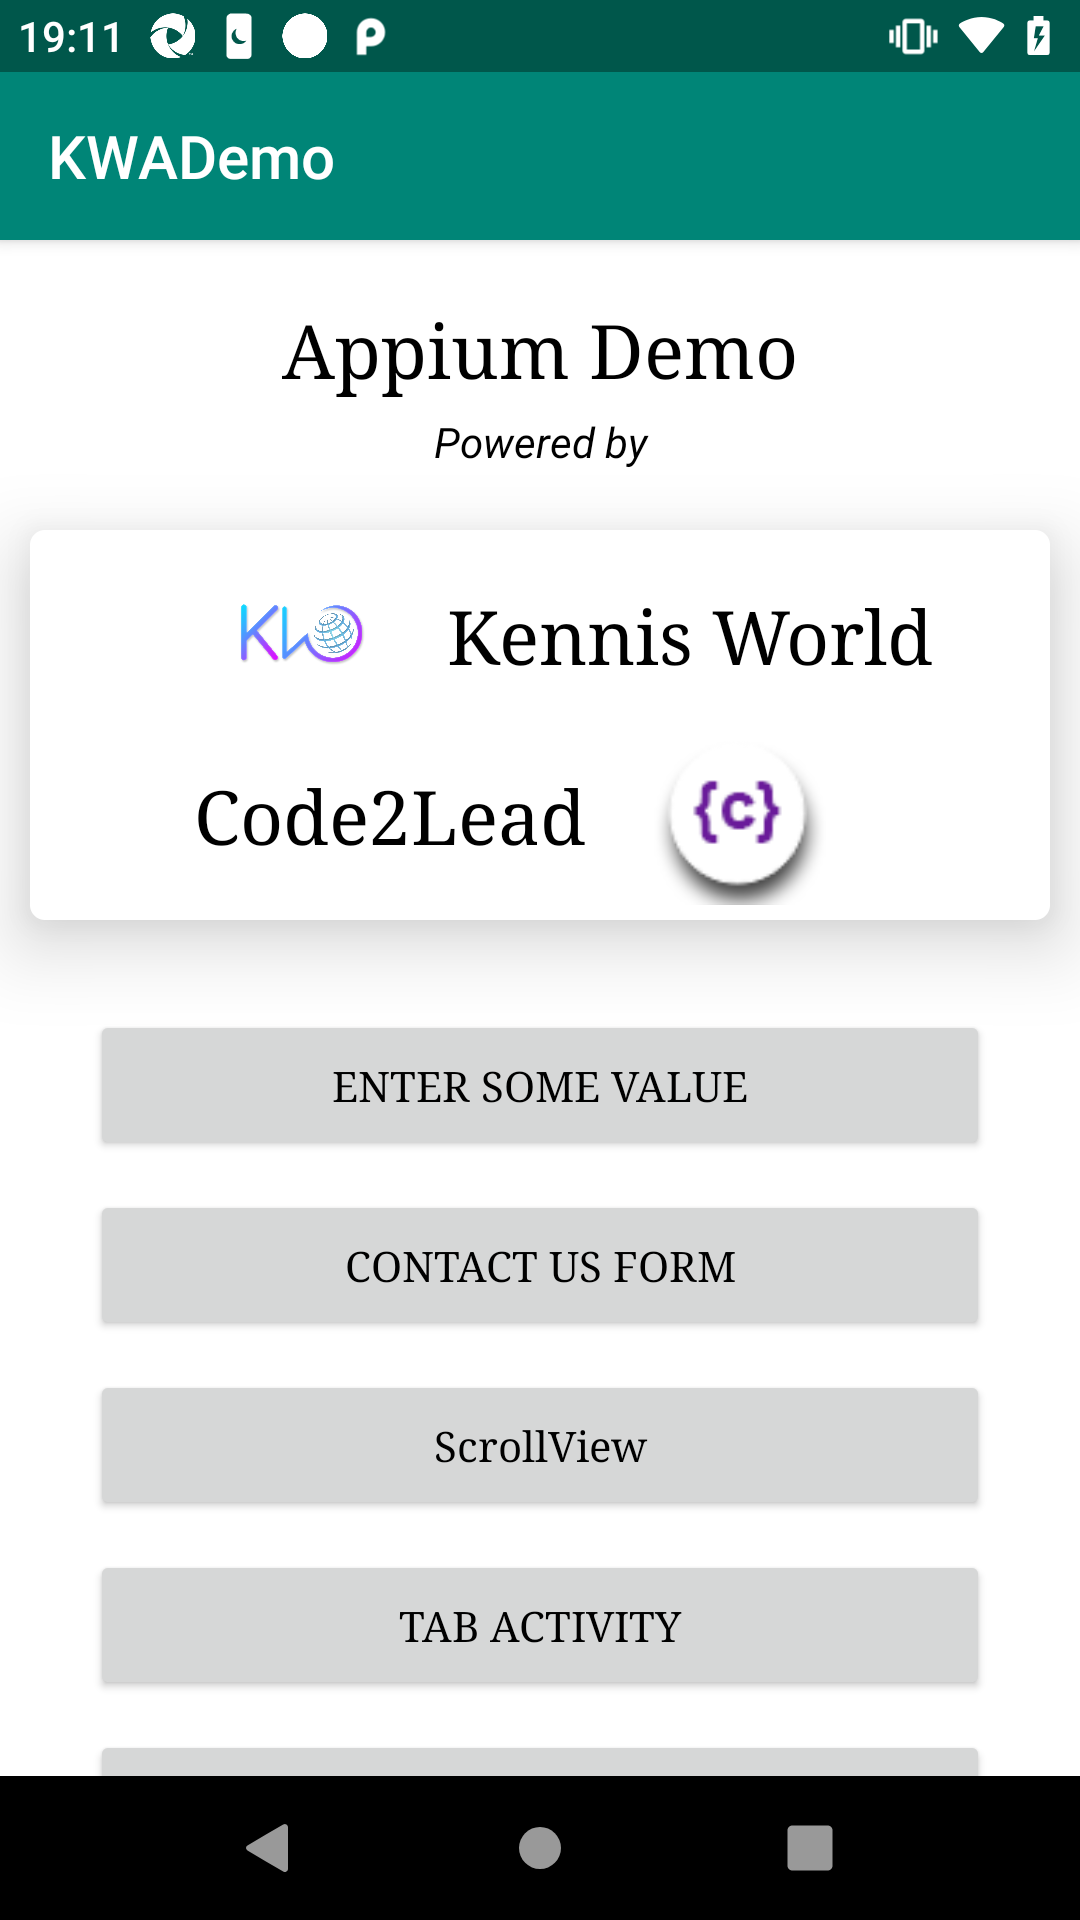 19:11
KWADemo
Appium Demo
Powered by
Kennis World
Code2Lead
{c}
ENTER SOME VALUE
CONTACT US FORM
ScrollView
TAB ACTIVITY